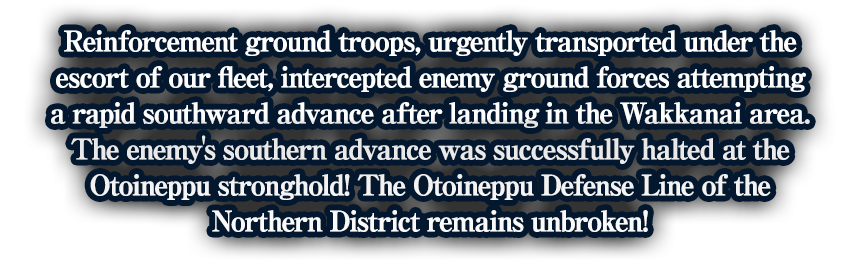 Reinforcement ground troops, urgently transported under the
escort of our fleet, intercepted enemy ground forces attempting
a rapid southward advance after landing in the Wakkanai area.
The enemy's southern advance was successfully halted at the
Otoineppu stronghold! The Otoineppu Defense Line of the
Northern District remains unbroken!